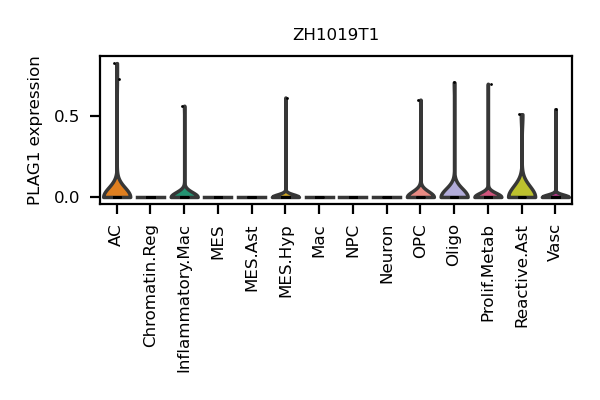 ZH1019T1
PLAG1 expression
0.5
0.0
AC
Chromatin.Reg
Inflammatory.Mac
MES
MES.Ast
MES.Hyp
Mac
NPC
Neuron
OPC
Oligo
Prolif.Metab
Reactive.Ast
Vasc